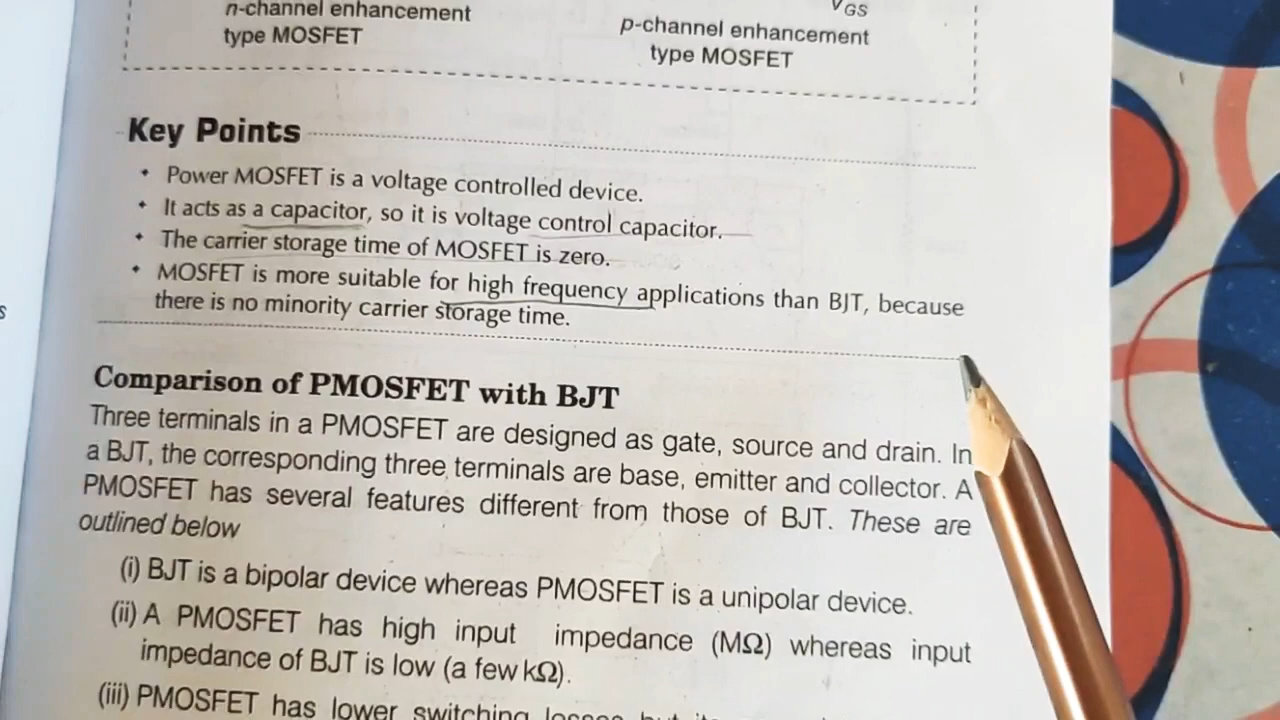 n-channel enhancement
type MOSFET
VGS
p-channel enhancement
type MOSFET
Key Points
• Power MOSFET is a voltage controlled device.
• It acts as a capacitor, so it is voltage control capacitor.
• The carrier storage time of MOSFET is zero.
• MOSFET is more suitable for high frequency applications than BJT, because
there is no minority carrier storage time.
Comparison of PMOSFET with BJT
Three terminals in a PMOSFET are designed as gate, source and drain. In
a BJT, the corresponding three terminals are base, emitter and collector. A
PMOSFET has several features different from those of BJT. These are
outlined below
(i) BJT is a bipolar device whereas PMOSFET is a unipolar device.
(ii) A PMOSFET has high input impedance (MΩ) whereas input
impedance of BJT is low (a few kΩ).
(iii) PMOSFET has lower switching losses but its